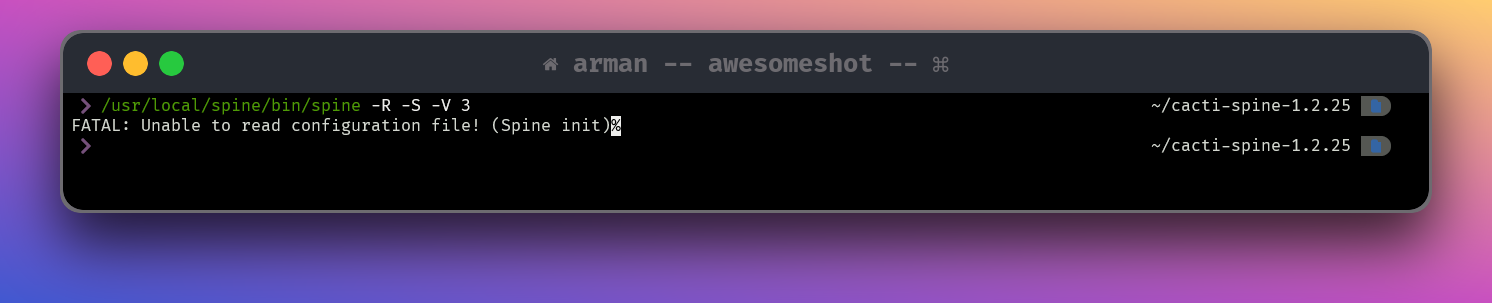 arman -- awesomeshot -- ⌘
❯ /usr/local/spine/bin/spine -R -S -V 3 ~/cacti-spine-1.2.25
FATAL: Unable to read configuration file! (Spine init)%
❯ ~/cacti-spine-1.2.25